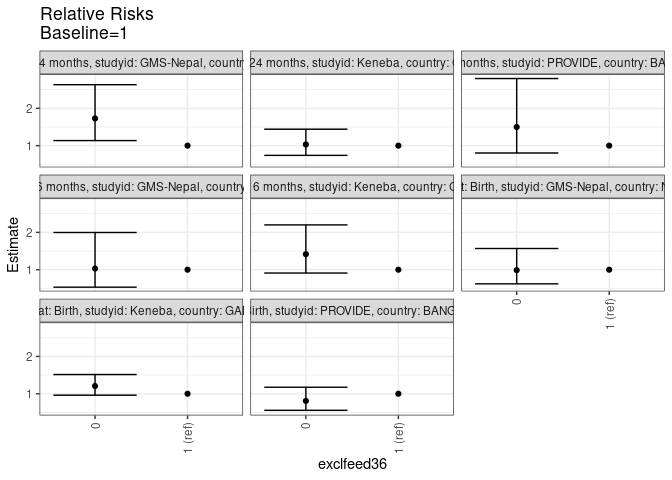 Relative Risks
Baseline=1
4 months, studyid: GMS-Nepal, countr
24 months, studyid: Keneba, country:
months, studyid: PROVIDE, country: BA
2
1
6 months, studyid: GMS-Nepal, country
6 months, studyid: Keneba, country: G
t: Birth, studyid: GMS-Nepal, country: N
2
1
Estimate
0
1 (ref)
at: Birth, studyid: Keneba, country: GA
irth, studyid: PROVIDE, country: BANG
2
1
0
1 (ref)
0
1 (ref)
exclfeed36